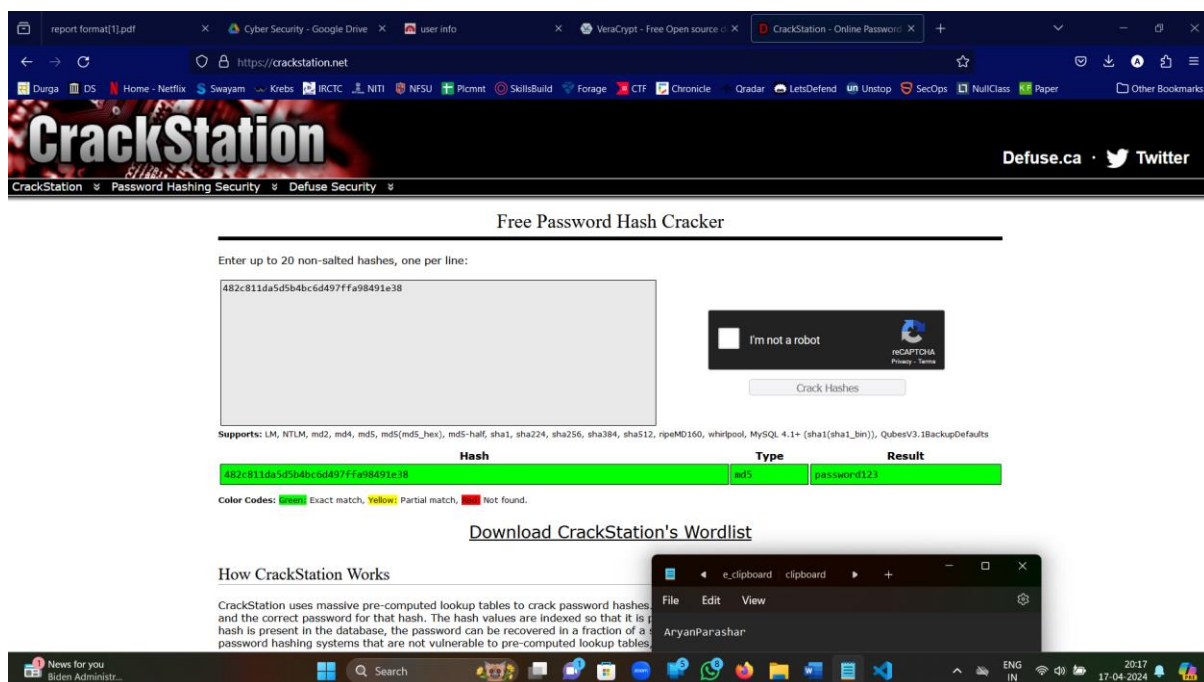 report format[1].pdf
Cyber Security - Google Drive
user info
VeraCrypt - Free Open source d
CrackStation - Online Password
https://crackstation.net
Durga DS Home - Netflix Swayam Krebs IRCTC NITI NFSU Plcmnt SkillsBuild Forage CTF Chronicle Qradar LetsDefend Unstop SecOps NullClass Paper Other Bookmarks
CrackStation
Defuse.ca · Twitter
CrackStation Password Hashing Security Defuse Security
Free Password Hash Cracker
Enter up to 20 non-salted hashes, one per line:
482c811da5d5b4bc6d497ffa98491e38
I'm not a robot
reCAPTCHA
Privacy - Terms
Crack Hashes
Supports: LM, NTLM, md2, md4, md5, md5(md5_hex), md5-half, sha1, sha224, sha256, sha384, sha512, ripeMD160, whirlpool, MySQL 4.1+ (sha1(sha1_bin)), QubesV3.1BackupDefaults
Hash Type Result
482c811da5d5b4bc6d497ffa98491e38 md5 password123
Color Codes: Green: Exact match, Yellow: Partial match, Red: Not found.
Download CrackStation's Wordlist
How CrackStation Works
CrackStation uses massive pre-computed lookup tables to crack password hashes.
and the correct password for that hash. The hash values are indexed so that it is
hash is present in the database, the password can be recovered in a fraction of a
password hashing systems that are not vulnerable to pre-computed lookup tables,
e_clipboard clipboard
File Edit View
AryanParashar
News for you
Biden Administr...
Search
ENG
IN
20:17
17-04-2024